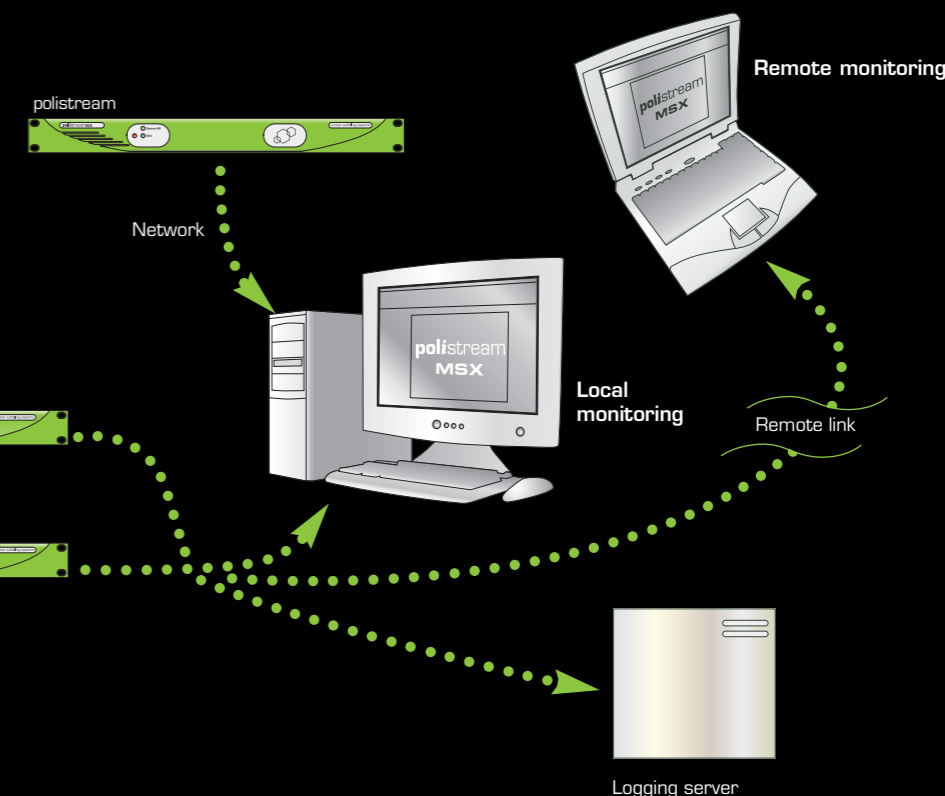 Remote monitoring
polistream
MSX
polistream
Network
polistream
MSX
Local
monitoring
Remote link
Logging server